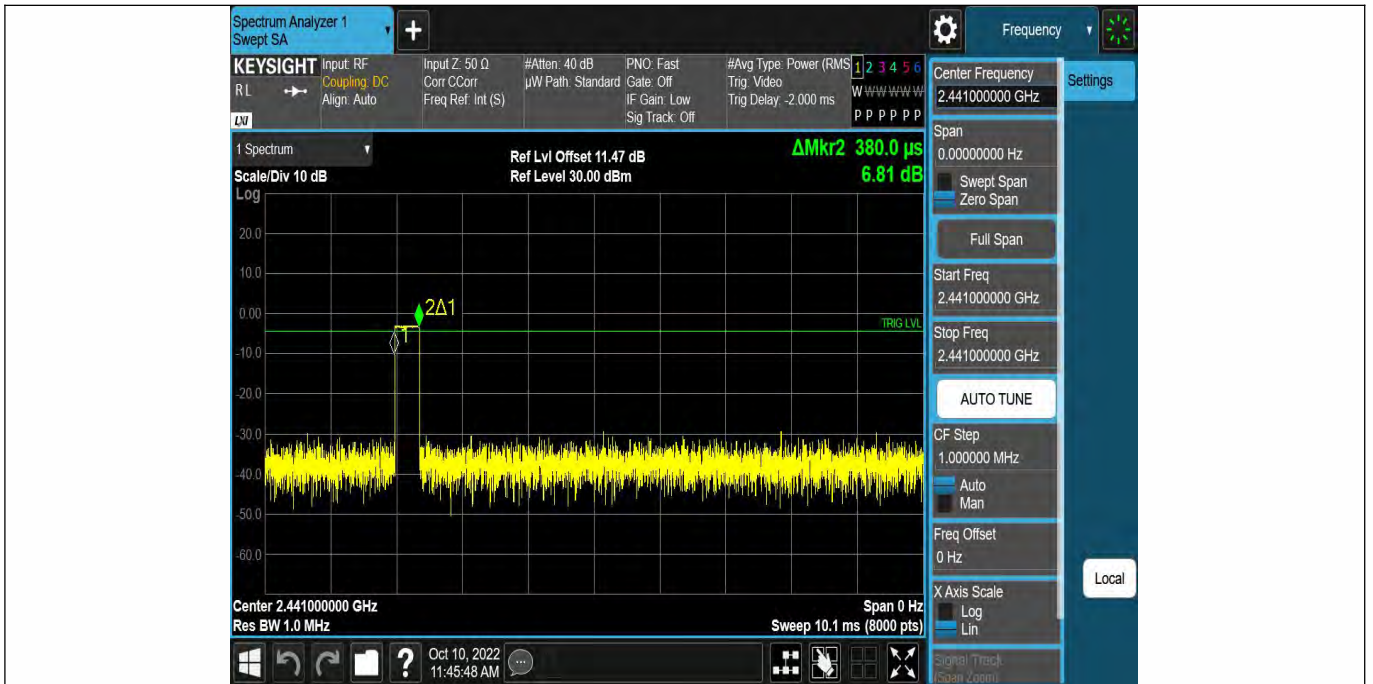 Spectrum Analyzer 1
Swept SA
+
Frequency
KEYSIGHT
RL
LXI
Input: RF
Coupling: DC
Align: Auto
Input Z: 50 Ω
Corr CCorr
Freq Ref: Int (S)
#Atten: 40 dB
µW Path: Standard
PNO: Fast
Gate: Off
IF Gain: Low
Sig Track: Off
#Avg Type: Power (RMS
Trig: Video
Trig Delay: -2.000 ms
1 2 3 4 5 6
W W W W W W
P P P P P P
1 Spectrum
Scale/Div 10 dB
Ref Lvl Offset 11.47 dB
Ref Level 30.00 dBm
ΔMkr2 380.0 µs
6.81 dB
Log
20.0
10.0
0.00
-10.0
-20.0
-30.0
-40.0
-50.0
-60.0
2Δ1
1
TRIG LVL
Center 2.441000000 GHz
Res BW 1.0 MHz
Span 0 Hz
Sweep 10.1 ms (8000 pts)
Center Frequency
2.441000000 GHz
Settings
Span
0.00000000 Hz
Swept Span
Zero Span
Full Span
Start Freq
2.441000000 GHz
Stop Freq
2.441000000 GHz
AUTO TUNE
CF Step
1.000000 MHz
Auto
Man
Freq Offset
0 Hz
X Axis Scale
Log
Lin
Signal Track
(Span Zoom)
Local
?
Oct 10, 2022
11:45:48 AM